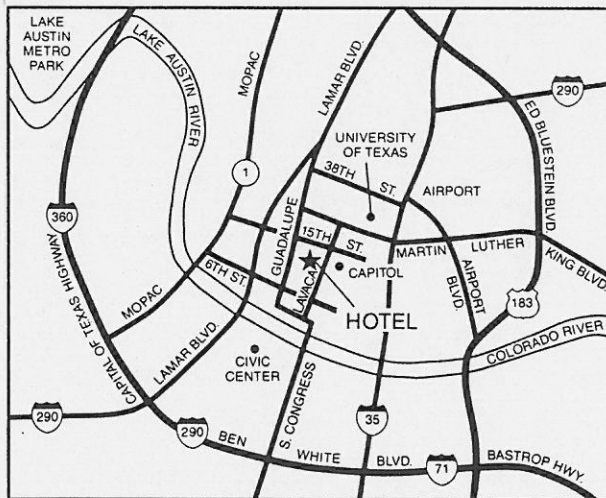 LAKE
AUSTIN
METRO
PARK
LAKE AUSTIN RIVER
MOPAC
LAMAR BLVD.
290
ED BLUESTEIN BLVD.
UNIVERSITY
OF TEXAS
38TH ST.
AIRPORT
1
360
GUADALUPE
15TH ST.
MARTIN LUTHER
KING BLVD.
6TH ST.
LAVACA
CAPITOL
AIRPORT
BLVD.
183
CAPITAL OF TEXAS HIGHWAY
MOPAC
HOTEL
COLORADO RIVER
LAMAR BLVD.
CIVIC
CENTER
S. CONGRESS
35
290
290
BEN WHITE BLVD.
71
BASTROP HWY.